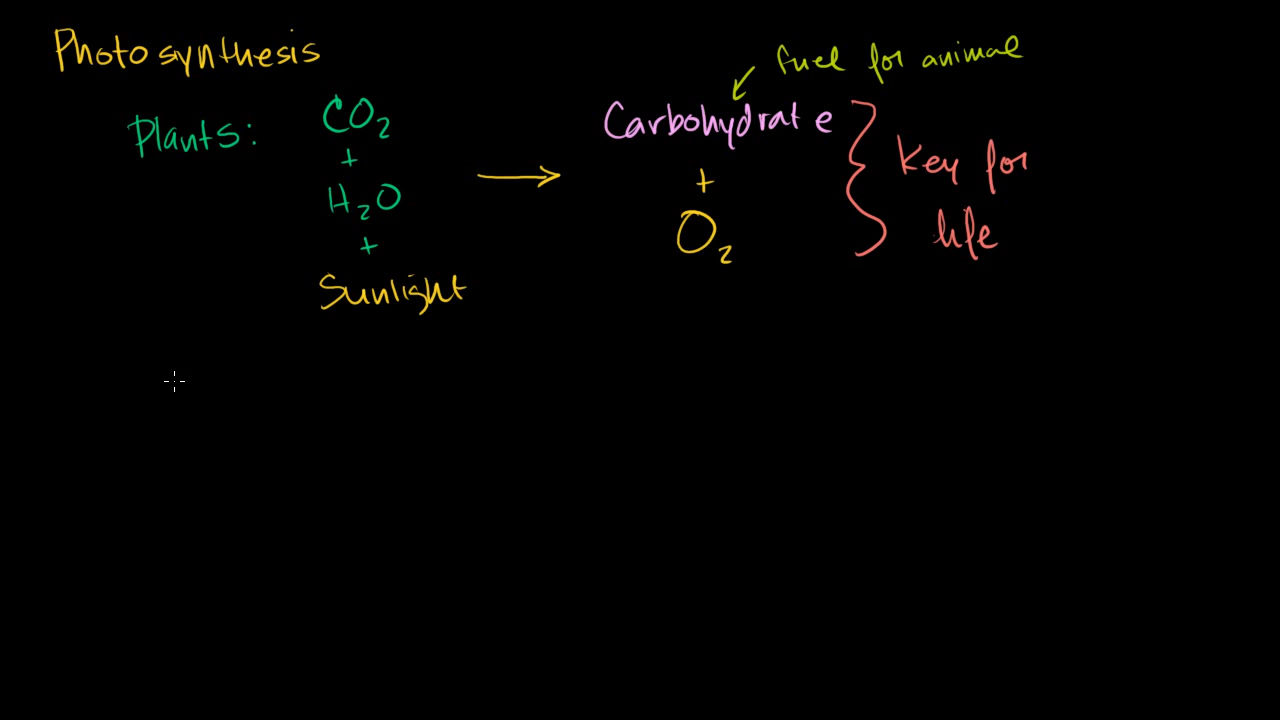 Photosynthesis
fuel for animal
Plants: CO₂ Carbohydrate
+ +
H₂O → O₂
+
Sunlight
Key for
life